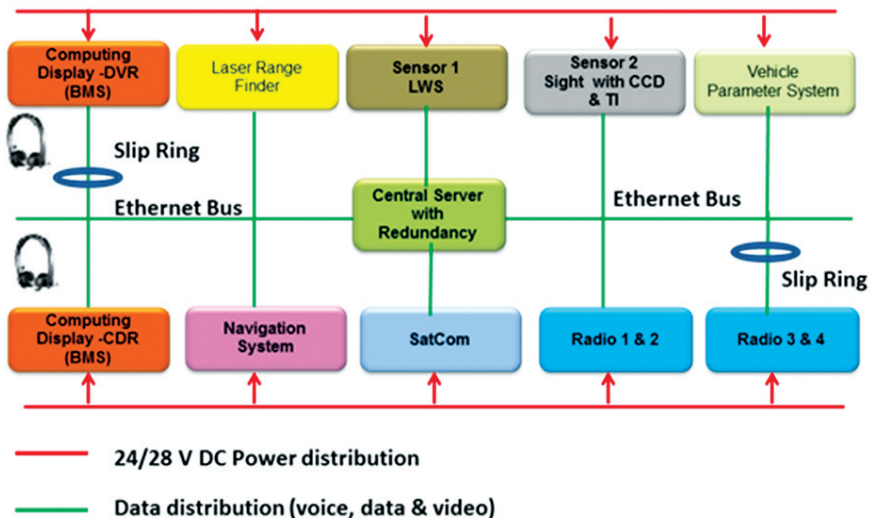 Computing
Display -DVR
(BMS)
Laser Range
Finder
Sensor 1
LWS
Sensor 2
Sight with CCD
& TI
Vehicle
Parameter System
Slip Ring
Ethernet Bus
Central Server
with
Redundancy
Ethernet Bus
Slip Ring
Computing
Display -CDR
(BMS)
Navigation
System
SatCom
Radio 1 & 2
Radio 3 & 4
24/28 V DC Power distribution
Data distribution (voice, data & video)